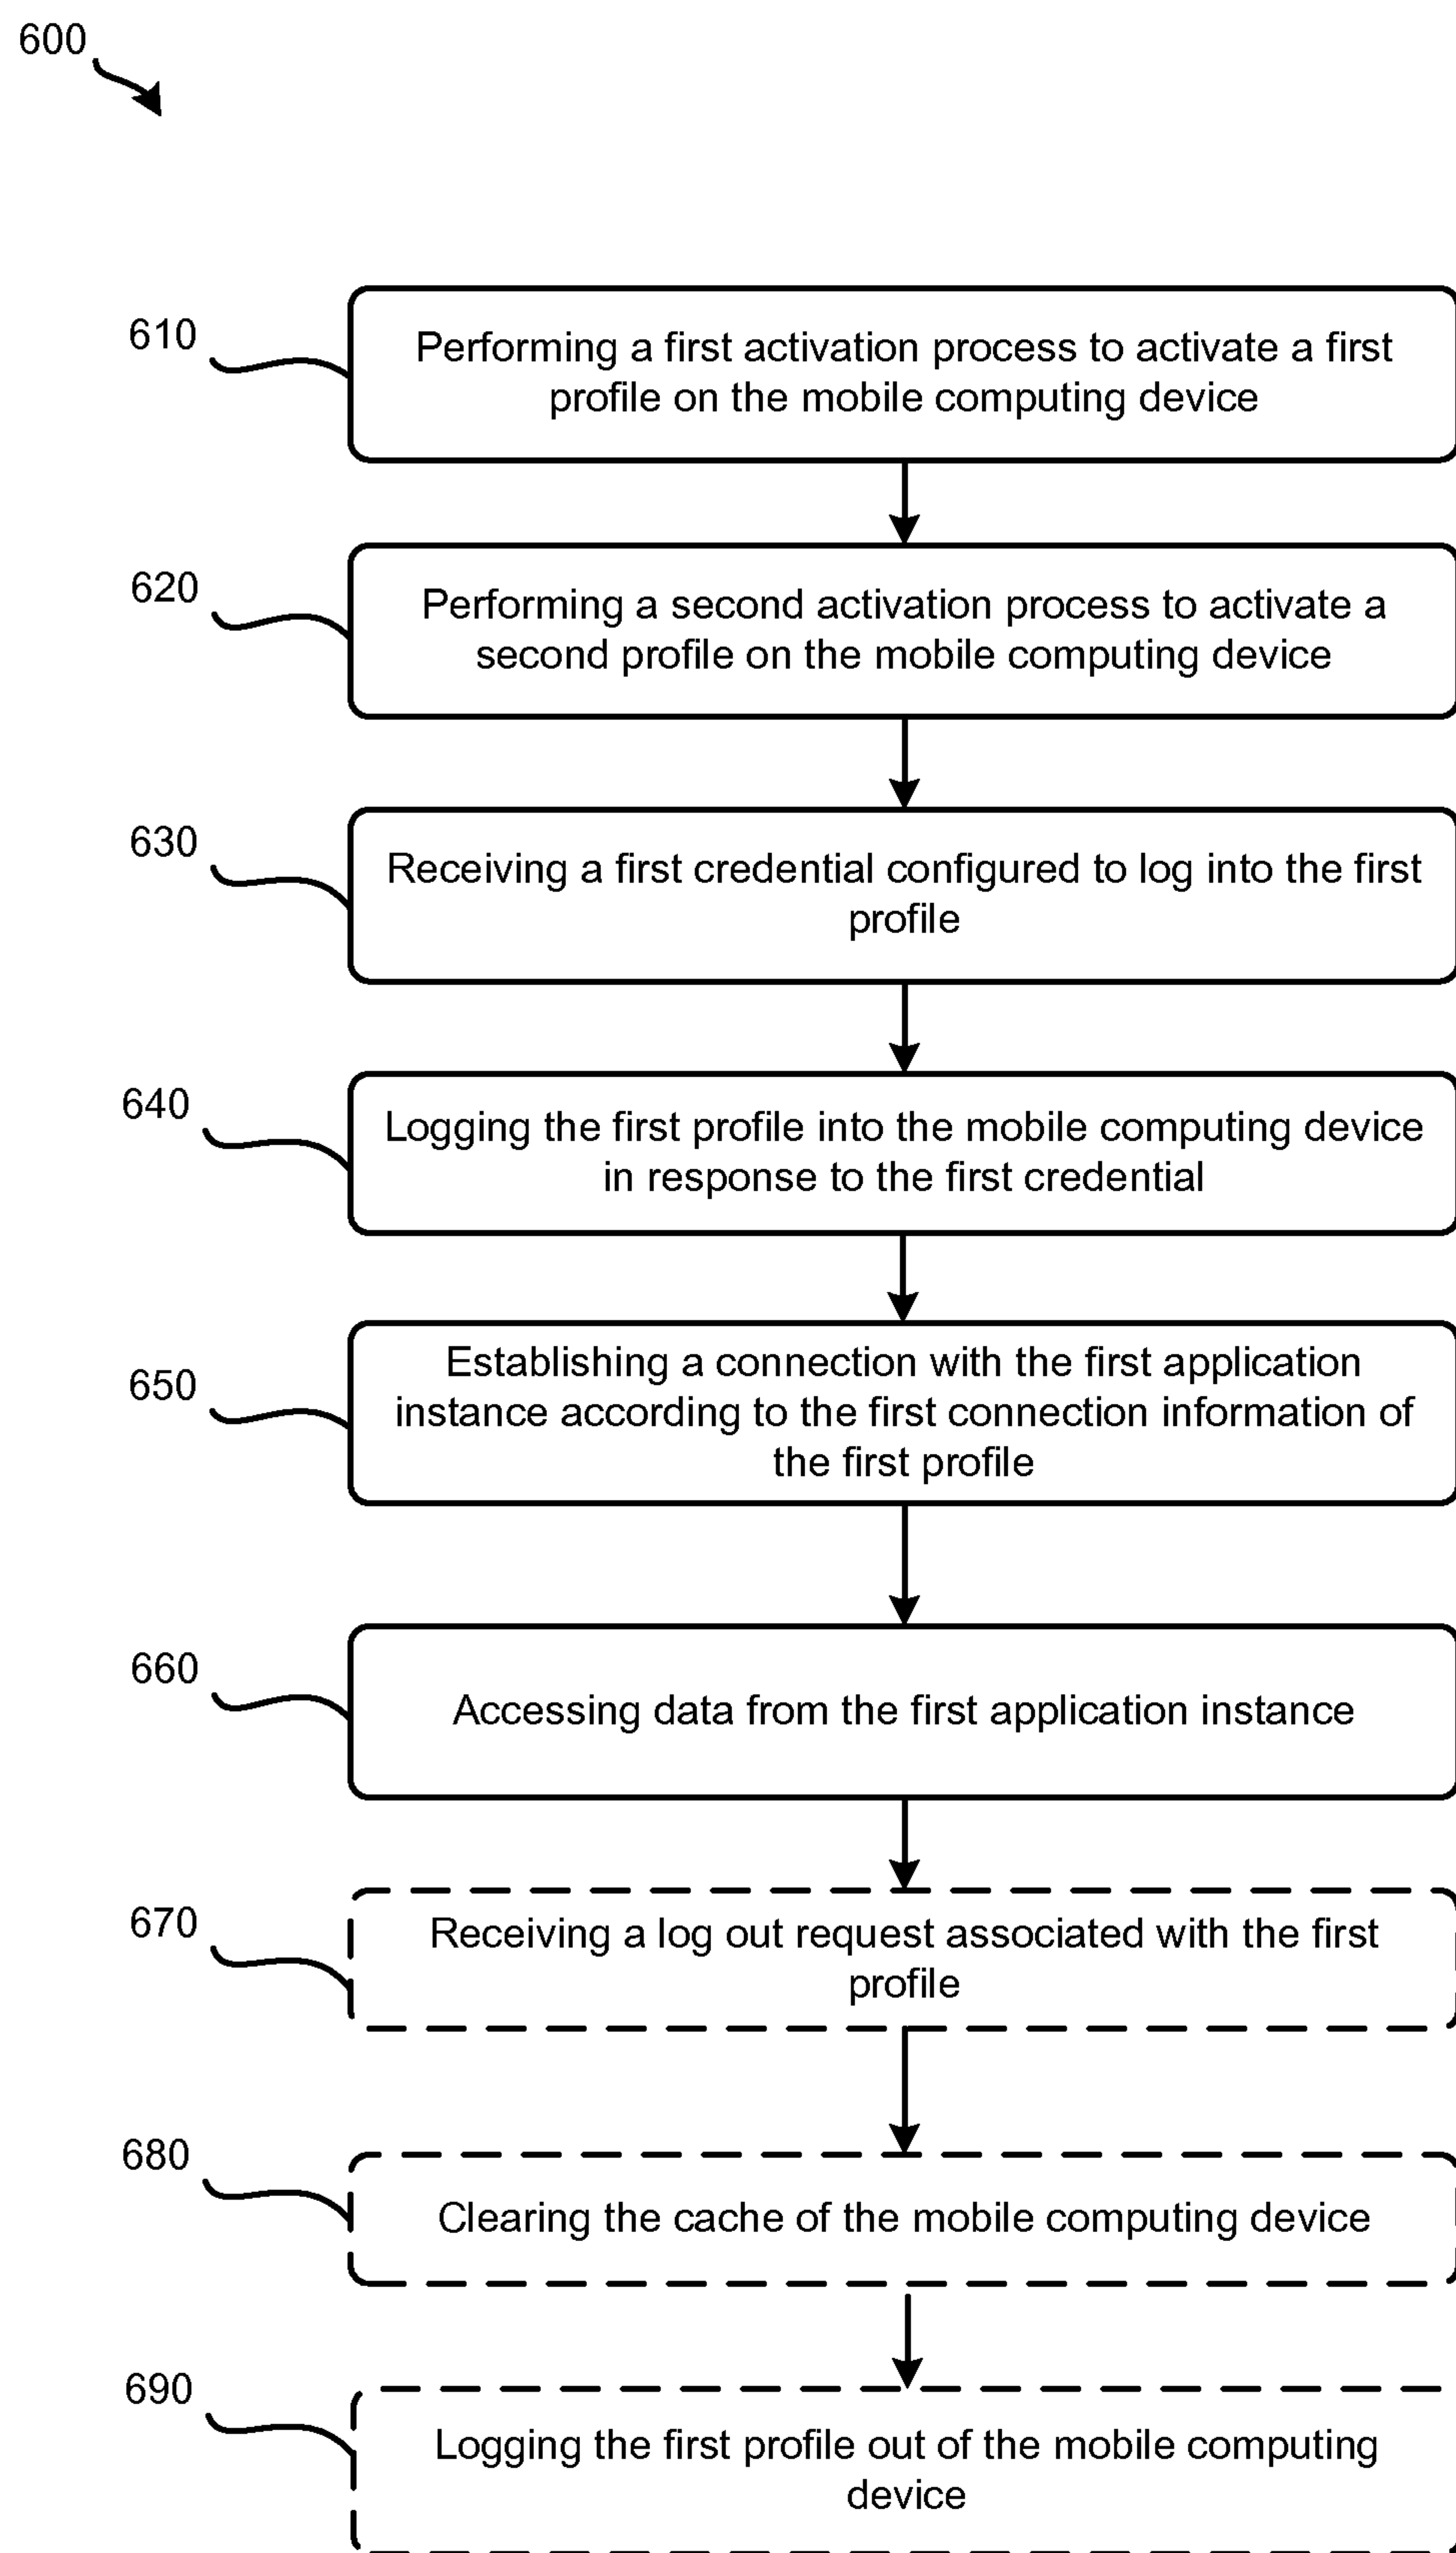 600
610
Performing a first activation process to activate a first
profile on the mobile computing device
620
Performing a second activation process to activate a
second profile on the mobile computing device
630
Receiving a first credential configured to log into the first
profile
640
Logging the first profile into the mobile computing device
in response to the first credential
650
Establishing a connection with the first application
instance according to the first connection information of
the first profile
660
Accessing data from the first application instance
670
Receiving a log out request associated with the first
profile
680
Clearing the cache of the mobile computing device
690
Logging the first profile out of the mobile computing
device